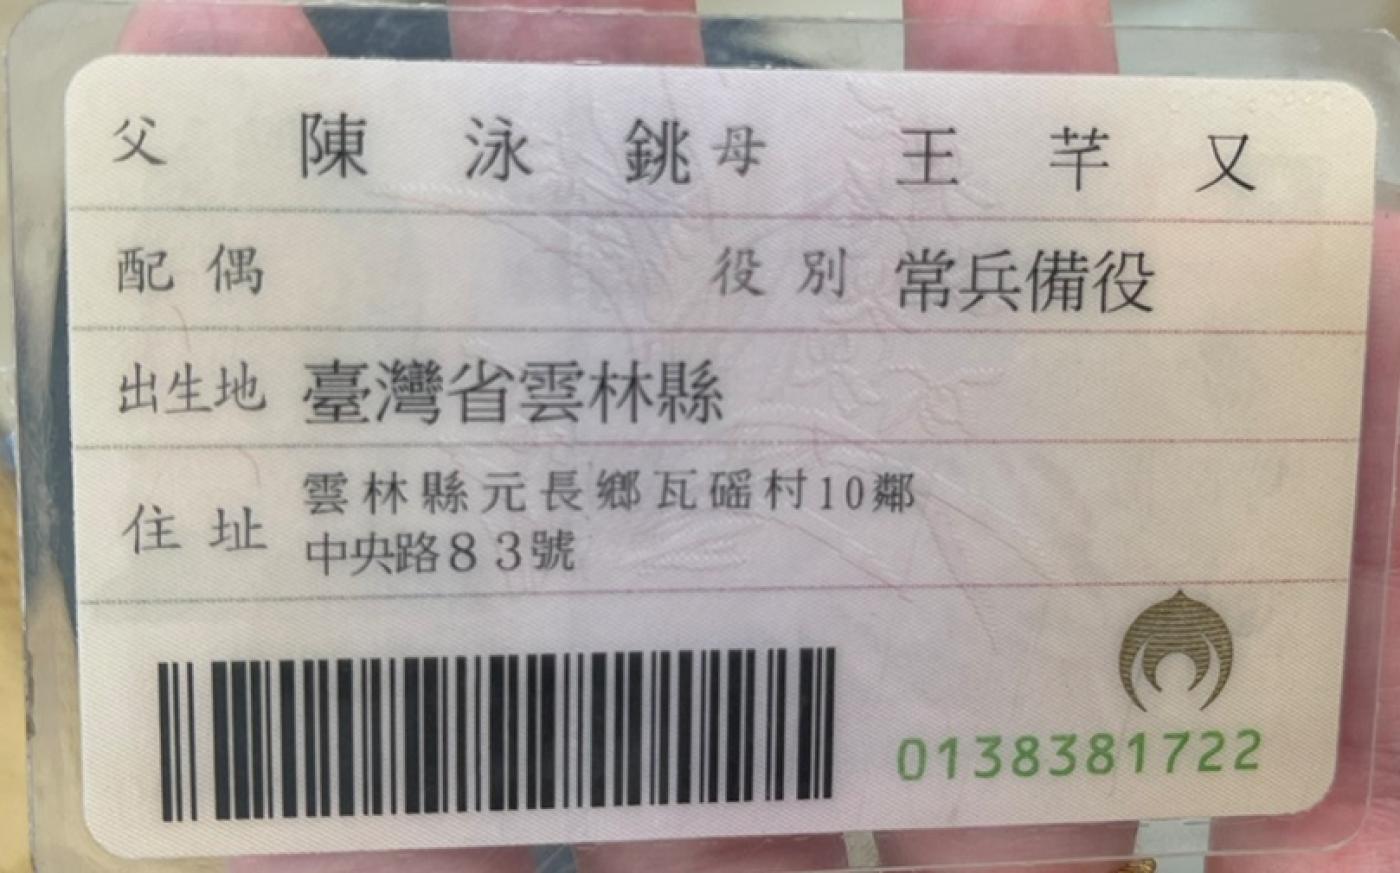 父 陳泳銚 母 王芊又
配偶 役別 常兵備役
出生地 臺灣省雲林縣
住址 雲林縣元長鄉瓦磘村10鄰
中央路83號
0138381722